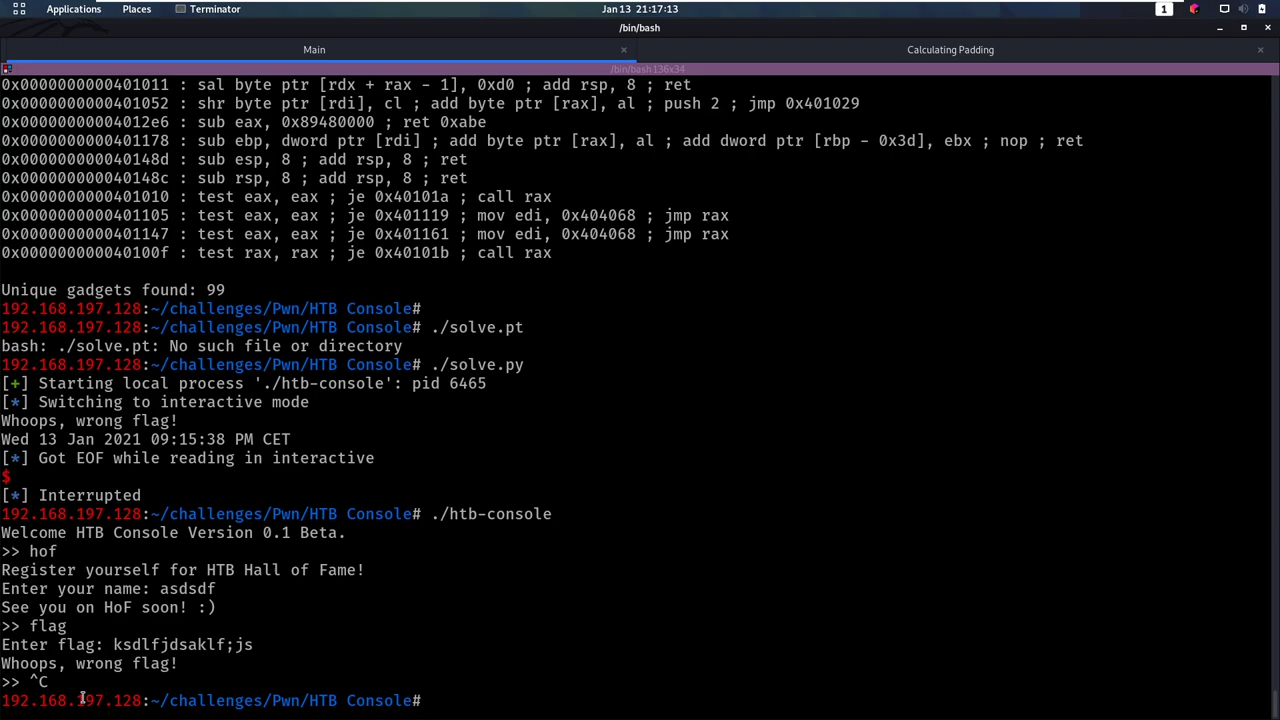 Applications Places Terminator Jan 13 21:17:13 1
/bin/bash
Main Calculating Padding
/bin/bash 136x34
0x0000000000401011 : sal byte ptr [rdx + rax - 1], 0xd0 ; add rsp, 8 ; ret
0x0000000000401052 : shr byte ptr [rdi], cl ; add byte ptr [rax], al ; push 2 ; jmp 0x401029
0x00000000004012e6 : sub eax, 0x89480000 ; ret 0xabe
0x0000000000401178 : sub ebp, dword ptr [rdi] ; add byte ptr [rax], al ; add dword ptr [rbp - 0x3d], ebx ; nop ; ret
0x000000000040148d : sub esp, 8 ; add rsp, 8 ; ret
0x000000000040148c : sub rsp, 8 ; add rsp, 8 ; ret
0x0000000000401010 : test eax, eax ; je 0x40101a ; call rax
0x0000000000401105 : test eax, eax ; je 0x401119 ; mov edi, 0x404068 ; jmp rax
0x0000000000401147 : test eax, eax ; je 0x401161 ; mov edi, 0x404068 ; jmp rax
0x000000000040100f : test rax, rax ; je 0x40101b ; call rax
Unique gadgets found: 99
192.168.197.128:~/challenges/Pwn/HTB Console#
192.168.197.128:~/challenges/Pwn/HTB Console# ./solve.pt
bash: ./solve.pt: No such file or directory
192.168.197.128:~/challenges/Pwn/HTB Console# ./solve.py
[+] Starting local process './htb-console': pid 6465
[*] Switching to interactive mode
Whoops, wrong flag!
Wed 13 Jan 2021 09:15:38 PM CET
[*] Got EOF while reading in interactive
$
[*] Interrupted
192.168.197.128:~/challenges/Pwn/HTB Console# ./htb-console
Welcome HTB Console Version 0.1 Beta.
>> hof
Register yourself for HTB Hall of Fame!
Enter your name: asdsdf
See you on HoF soon! :)
>> flag
Enter flag: ksdlfjdsaklf;js
Whoops, wrong flag!
>> ^C
192.168.197.128:~/challenges/Pwn/HTB Console#